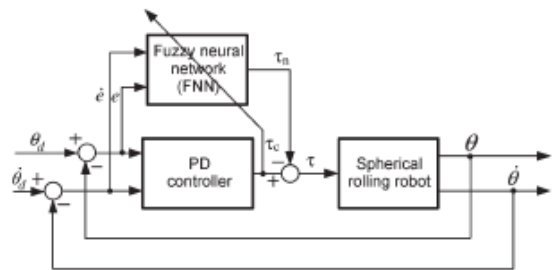 Fuzzy neural
network
(FNN)
τn
ė e
τc
θd + −
θ̇d + −
PD
controller
− +
τ
Spherical
rolling robot
θ
θ̇